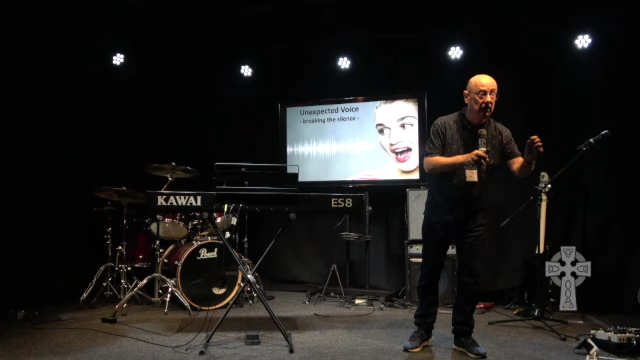 Unexpected Voice
- breaking the silence -
KAWAI
ES8
Pearl